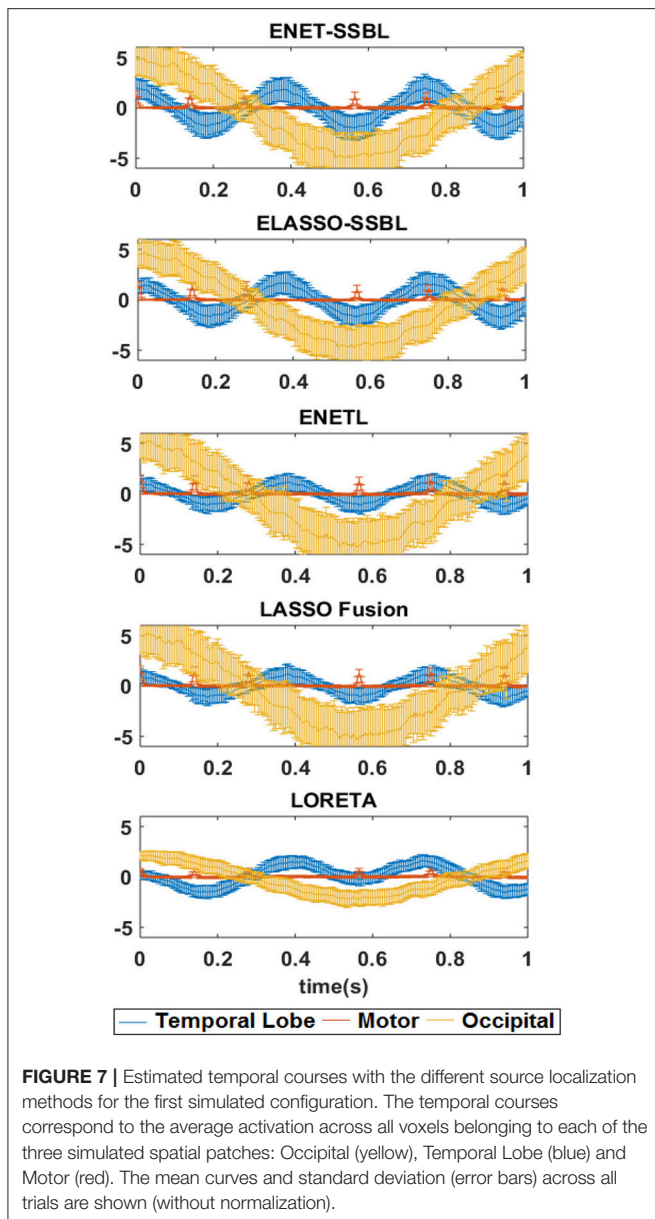 ENET-SSBL
5
0
-5
0 0.2 0.4 0.6 0.8 1
ELASSO-SSBL
5
0
-5
0 0.2 0.4 0.6 0.8 1
ENETL
5
0
-5
0 0.2 0.4 0.6 0.8 1
LASSO Fusion
5
0
-5
0 0.2 0.4 0.6 0.8 1
LORETA
5
0
-5
0 0.2 0.4 0.6 0.8 1
time(s)
Temporal Lobe Motor Occipital
FIGURE 7 | Estimated temporal courses with the different source localization
methods for the first simulated configuration. The temporal courses
correspond to the average activation across all voxels belonging to each of the
three simulated spatial patches: Occipital (yellow), Temporal Lobe (blue) and
Motor (red). The mean curves and standard deviation (error bars) across all
trials are shown (without normalization).